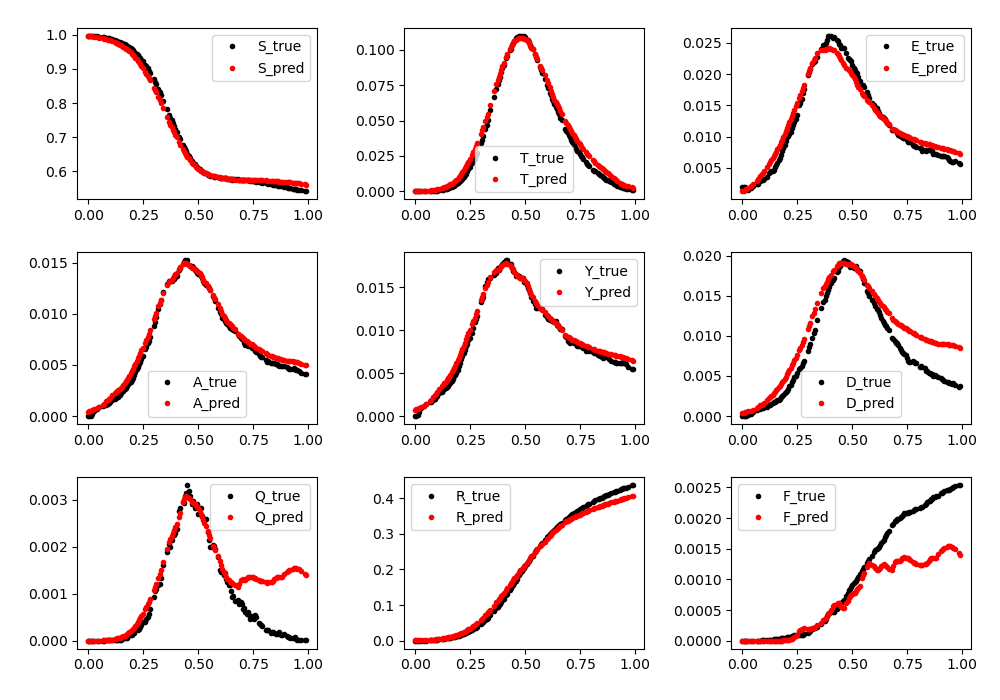 1.0
0.9
0.8
0.7
0.6
0.00 0.25 0.50 0.75 1.00
S_true
S_pred
0.100
0.075
0.050
0.025
0.000
0.00 0.25 0.50 0.75 1.00
T_true
T_pred
0.025
0.020
0.015
0.010
0.005
0.00 0.25 0.50 0.75 1.00
E_true
E_pred
0.015
0.010
0.005
0.000
0.00 0.25 0.50 0.75 1.00
A_true
A_pred
0.015
0.010
0.005
0.000
0.00 0.25 0.50 0.75 1.00
Y_true
Y_pred
0.020
0.015
0.010
0.005
0.000
0.00 0.25 0.50 0.75 1.00
D_true
D_pred
0.003
0.002
0.001
0.000
0.00 0.25 0.50 0.75 1.00
Q_true
Q_pred
0.4
0.3
0.2
0.1
0.0
0.00 0.25 0.50 0.75 1.00
R_true
R_pred
0.0025
0.0020
0.0015
0.0010
0.0005
0.0000
0.00 0.25 0.50 0.75 1.00
F_true
F_pred